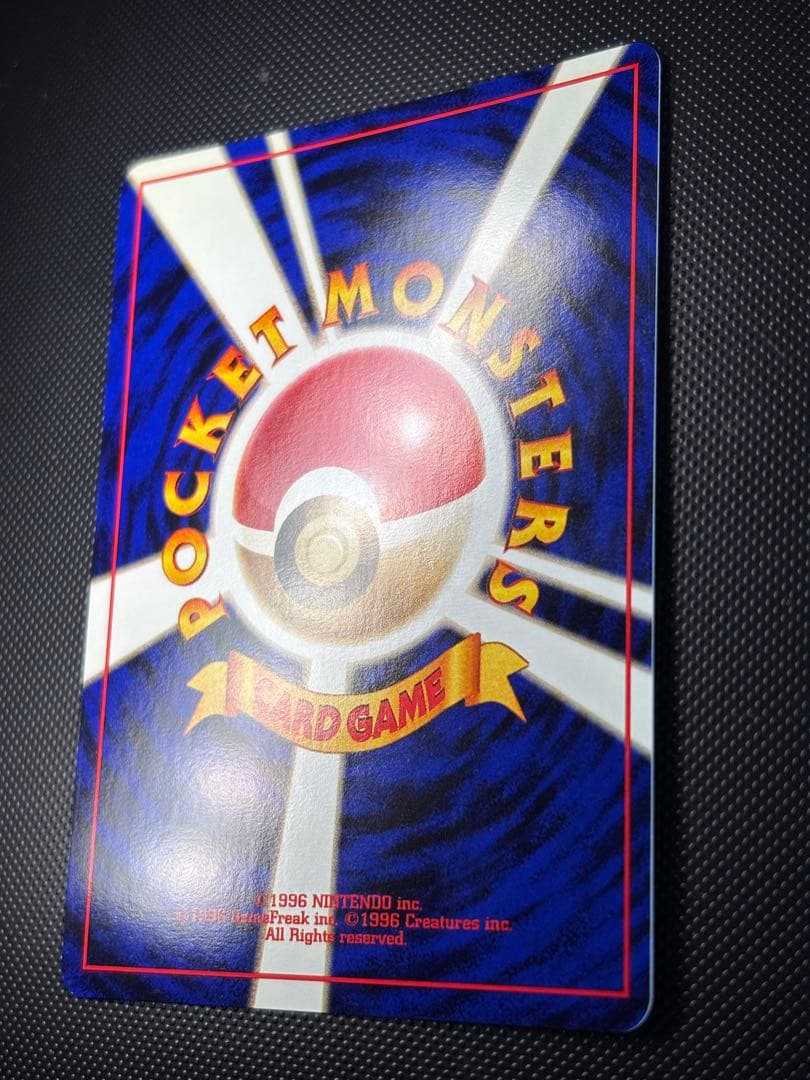 POCKET MONSTERS
CARD GAME
©1996 NINTENDO inc.
©1996 GameFreak inc. ©1996 Creatures inc.
All Rights reserved.